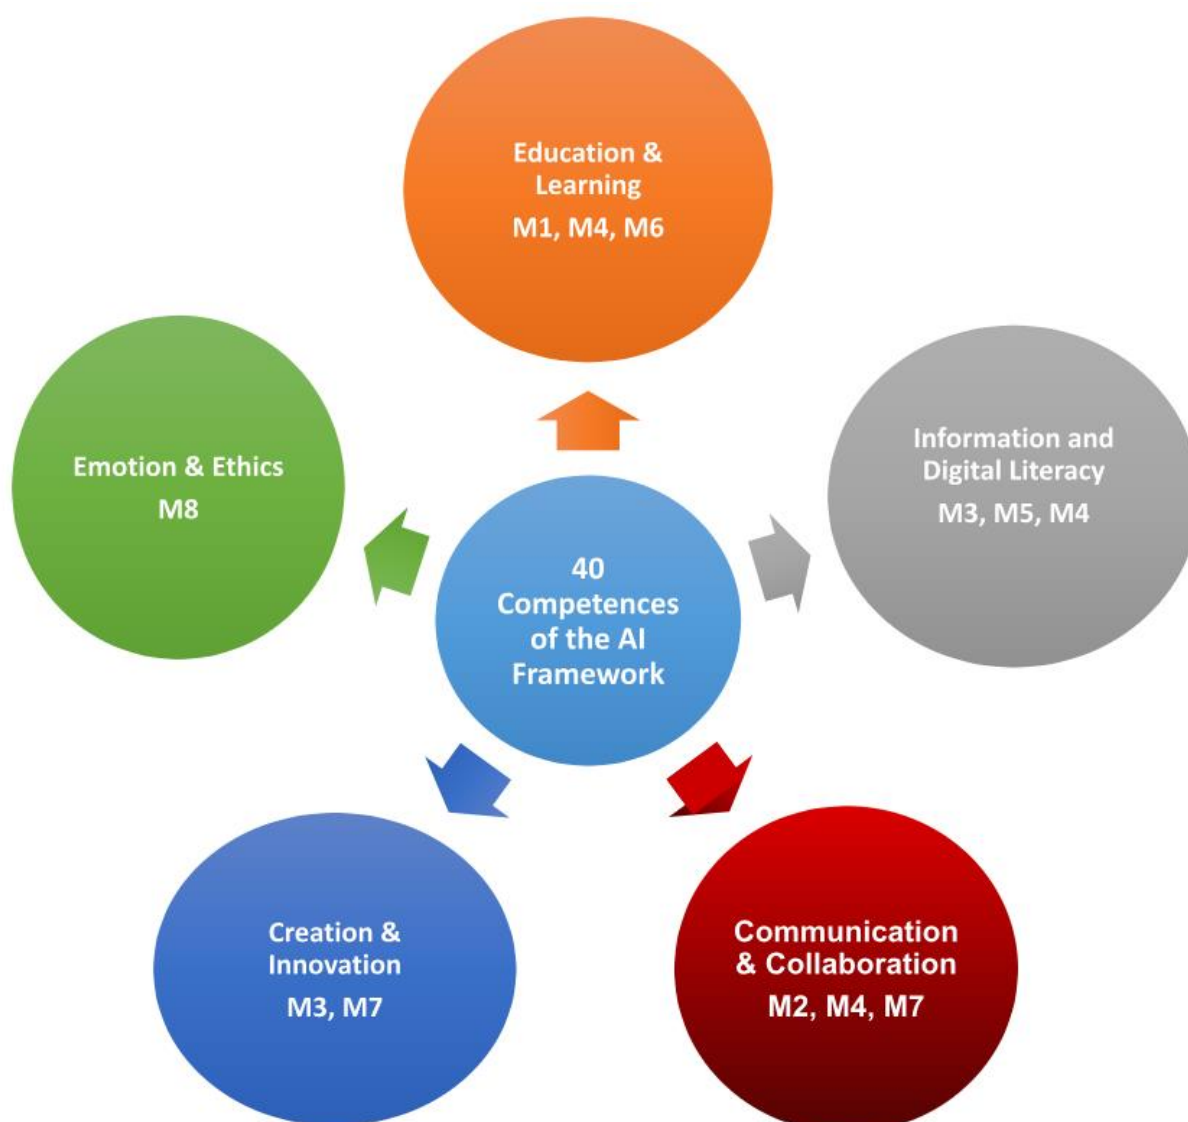 Education &
Learning
M1, M4, M6
Information and
Digital Literacy
M3, M5, M4
Emotion & Ethics
M8
40
Competences
of the AI
Framework
Creation &
Innovation
M3, M7
Communication
& Collaboration
M2, M4, M7